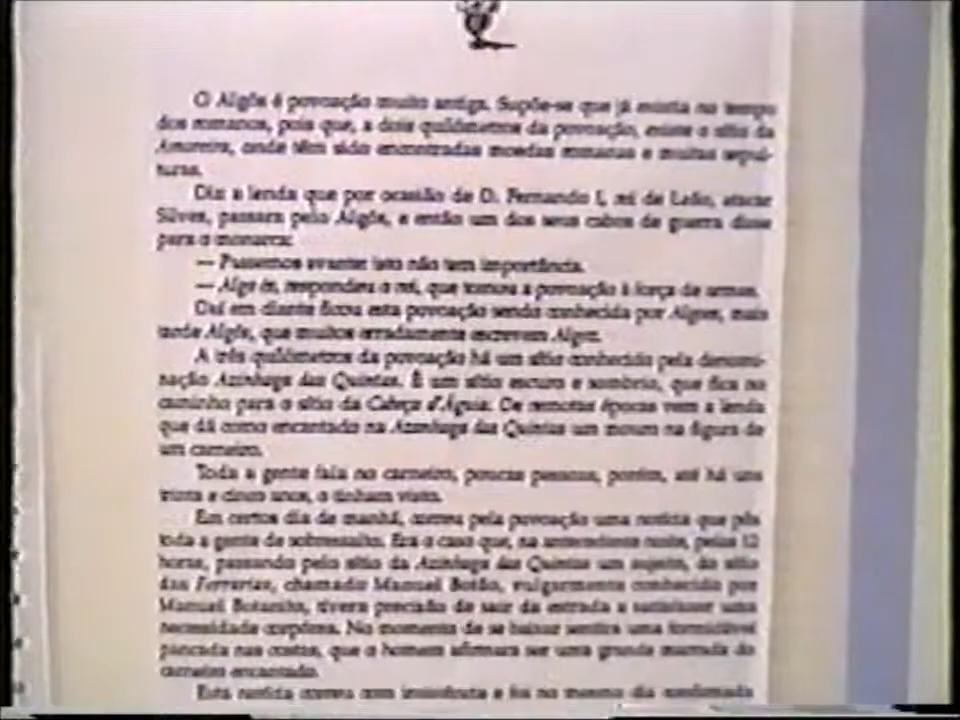 O Algôs é povoação muito antiga. Supõe-se que já existia no tempo
dos romanos, pois que, a dois quilómetros da povoação, existe o sítio da
Amoreira, onde têm sido encontradas moedas romanas e muitas sepul-
turas.
Diz a lenda que por ocasião de D. Fernando I, rei de Leão, atacar
Silves, passara pelo Algôs, e então um dos seus cabos de guerra disse
para o monarca:
— Passemos avante isto não tem importância.
— Algo és, respondeu o rei, que tomou a povoação à força de armas.
Daí em diante ficou esta povoação sendo conhecida por Algoes, mais
tarde Algôs, que muitos erradamente escrevem Algoz.
A três quilómetros da povoação há um sítio conhecido pela denomi-
nação Azinhaga das Quintas. É um sítio escuro e sombrio, que fica no
caminho para o sítio da Cabeça d'Águia. De remotas épocas vem a lenda
que dá como encantado na Azinhaga das Quintas um mouro na figura de
um carneiro.
Toda a gente fala no carneiro, poucas pessoas, porém, até há uns
trinta e cinco anos, o tinham visto.
Em certos dia de manhã, correu pela povoação uma notícia que pôs
toda a gente de sobressalto. Era o caso que, na antecedente noite, pelas 12
horas, passando pelo sítio da Azinhaga das Quintas um sujeito, do sítio
das Ferrarias, chamado Manuel Botão, vulgarmente conhecido por
Manuel Botanito, tivera precisão de sair da estrada a satisfazer uma
necessidade corpórea. No momento de se baixar sentira uma formidável
pancada nas costas, que o homem afirmara ser uma grande marrada do
carneiro encantado.
Esta notícia correu com insistência e foi no mesmo dia confirmada